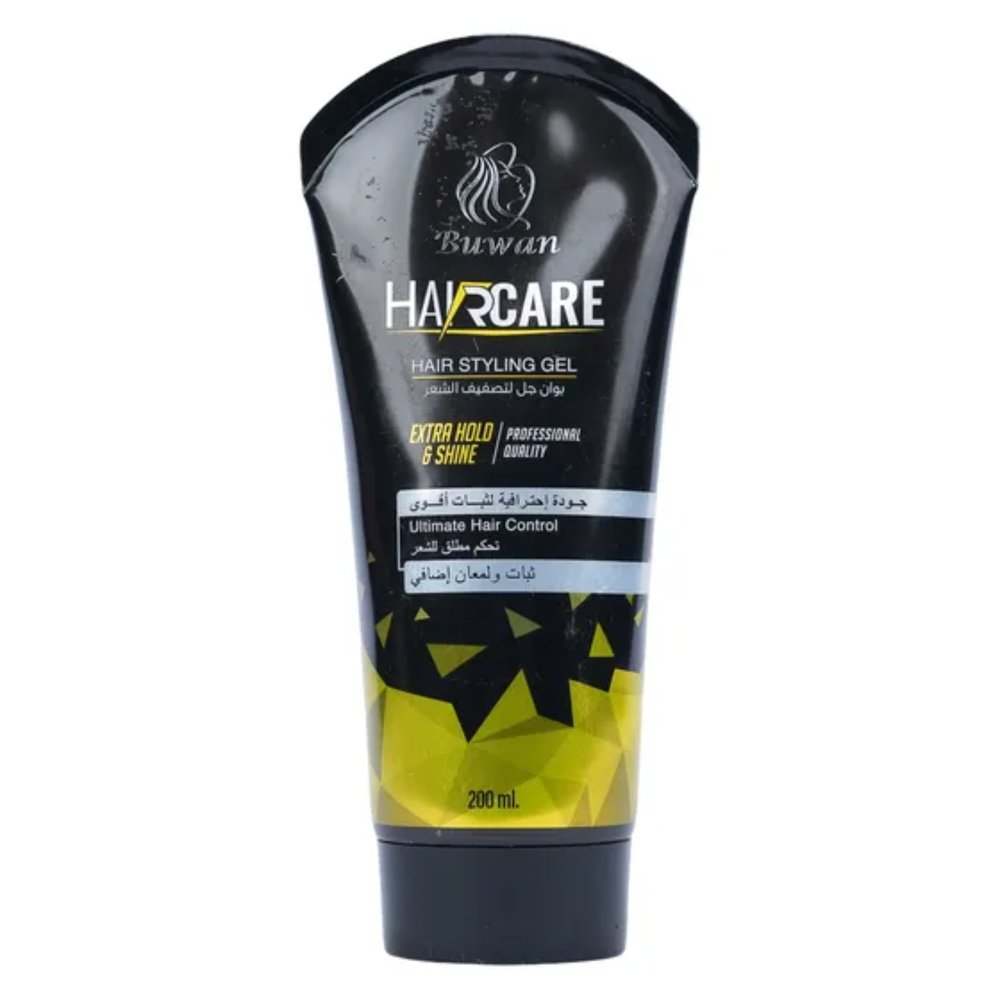 Buwan
HAIRCARE
HAIR STYLING GEL
بوان جل لتصفيف الشعر
EXTRA HOLD
& SHINE
PROFESSIONAL
QUALITY
جودة إحترافية لثبات أقوى
Ultimate Hair Control
تحكم مطلق للشعر
ثبات ولمعان إضافي
200 ml.